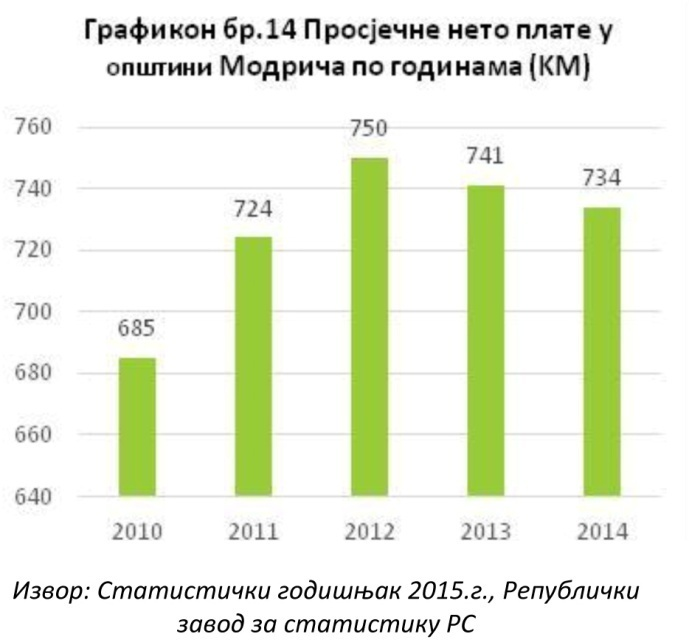 Графикон бр.14 Просјечне нето плате у
општини Модрича по годинама (КМ)
760
740
720
700
680
660
640
685
724
750
741
734
2010 2011 2012 2013 2014
Извор: Статистички годишњак 2015.г., Републички
завод за статистику РС